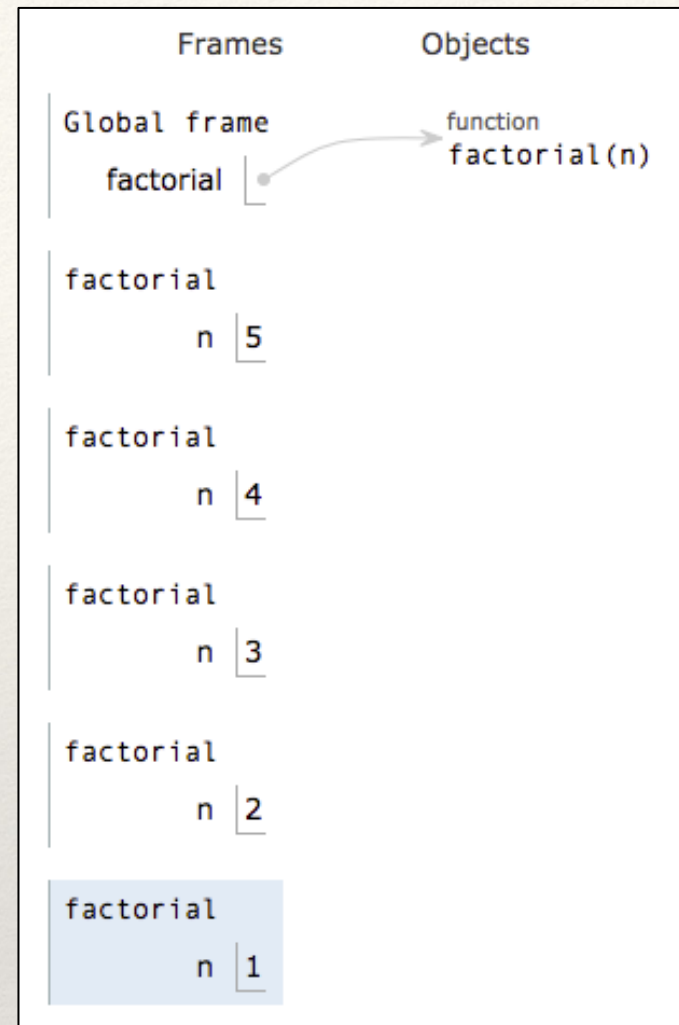 Frames Objects
Global frame
function
factorial
factorial(n)
factorial
n 5
factorial
n 4
factorial
n 3
factorial
n 2
factorial
n 1